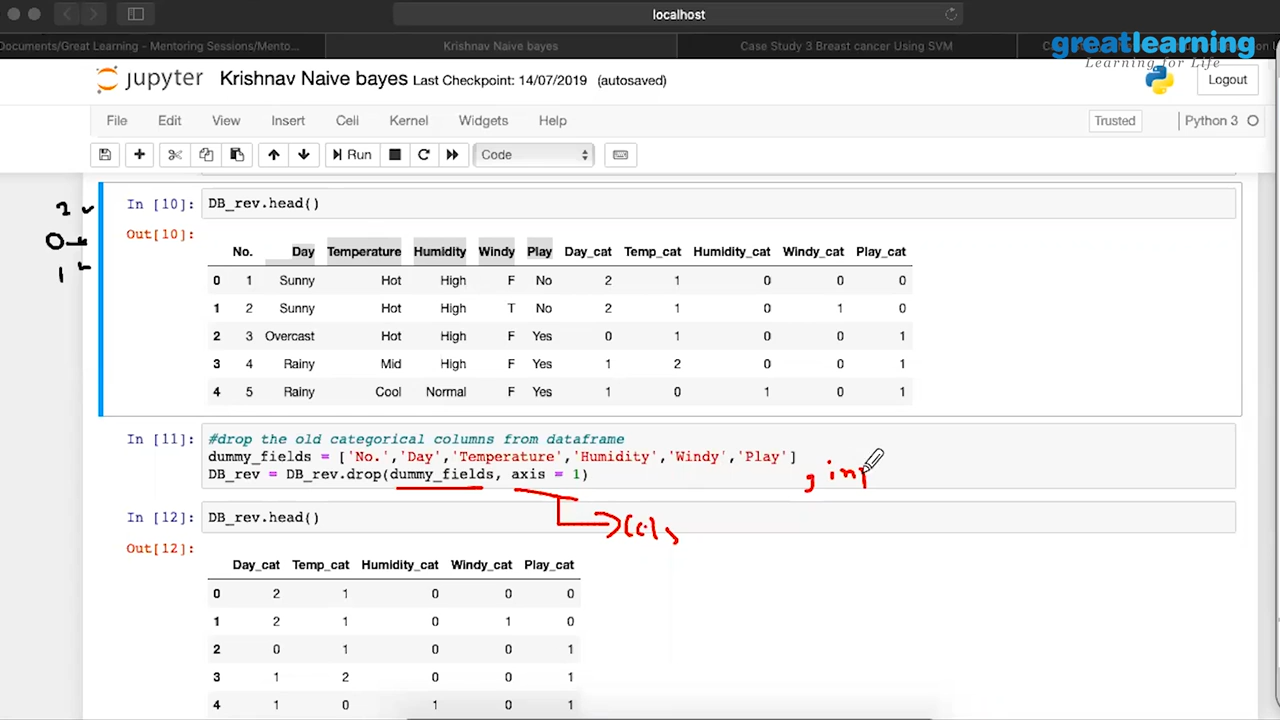 localhost
Documents/Great Learning - Mentoring Sessions/Mento... Krishnav Naive bayes Case Study 3 Breast cancer Using SVM
greatlearning
Learning for Life
jupyter Krishnav Naive bayes Last Checkpoint: 14/07/2019 (autosaved) Logout
File Edit View Insert Cell Kernel Widgets Help Trusted Python 3
Run Code
2 In [10]: DB_rev.head()
0 Out[10]:
1
No. Day Temperature Humidity Windy Play Day_cat Temp_cat Humidity_cat Windy_cat Play_cat
0 1 Sunny Hot High F No 2 1 0 0 0
1 2 Sunny Hot High T No 2 1 0 1 0
2 3 Overcast Hot High F Yes 0 1 0 0 1
3 4 Rainy Mid High F Yes 1 2 0 0 1
4 5 Rainy Cool Normal F Yes 1 0 1 0 1
In [11]: #drop the old categorical columns from dataframe
dummy_fields = ['No.','Day','Temperature','Humidity','Windy','Play']
DB_rev = DB_rev.drop(dummy_fields, axis = 1)
, inp
In [12]: DB_rev.head()
Out[12]:
Day_cat Temp_cat Humidity_cat Windy_cat Play_cat
0 2 1 0 0 0
1 2 1 0 1 0
2 0 1 0 0 1
3 1 2 0 0 1
4 1 0 1 0 1